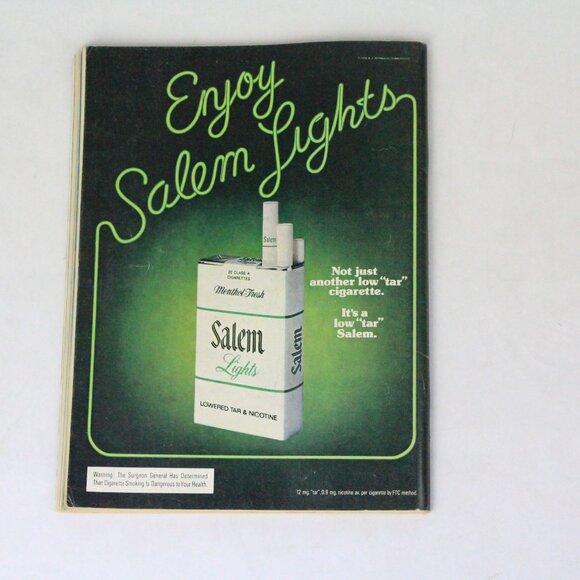 Enjoy
Salem Lights
Salem
20 CLASS A
CIGARETTES
Menthol Fresh
Salem
Lights
LOWERED TAR & NICOTINE
Salem
Not just
another low "tar"
cigarette.
It's a
low "tar"
Salem.
Warning: The Surgeon General Has Determined
That Cigarette Smoking Is Dangerous to Your Health.
12 mg. "tar", 0.9 mg. nicotine av. per cigarette by FTC method.